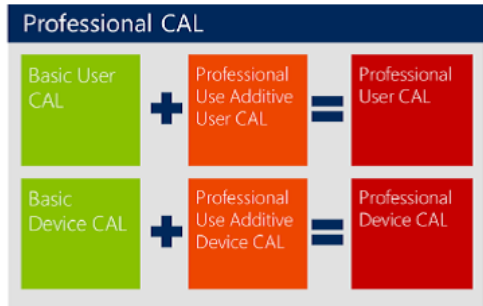 Professional CAL
Basic User
CAL
+
Professional
Use Additive
User CAL
=
Professional
User CAL
Basic
Device CAL
+
Professional
Use Additive
Device CAL
=
Professional
Device CAL